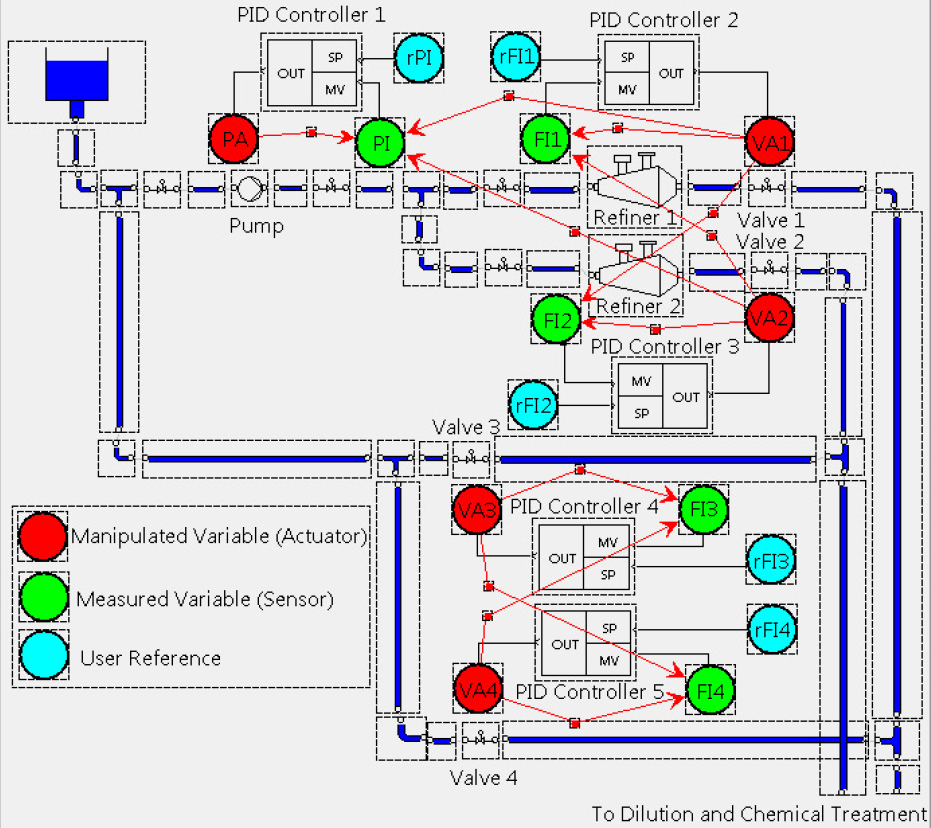 PID Controller 1
PID Controller 2
OUT
SP
MV
rPI
rFI1
SP
MV
OUT
PA
PI
FI1
VA1
Pump
Refiner 1
Valve 1
Valve 2
Refiner 2
FI2
VA2
PID Controller 3
MV
SP
OUT
rFI2
Valve 3
VA3
PID Controller 4
FI3
OUT
MV
SP
rFI3
Manipulated Variable (Actuator)
Measured Variable (Sensor)
User Reference
OUT
SP
MV
rFI4
VA4
PID Controller 5
FI4
Valve 4
To Dilution and Chemical Treatment